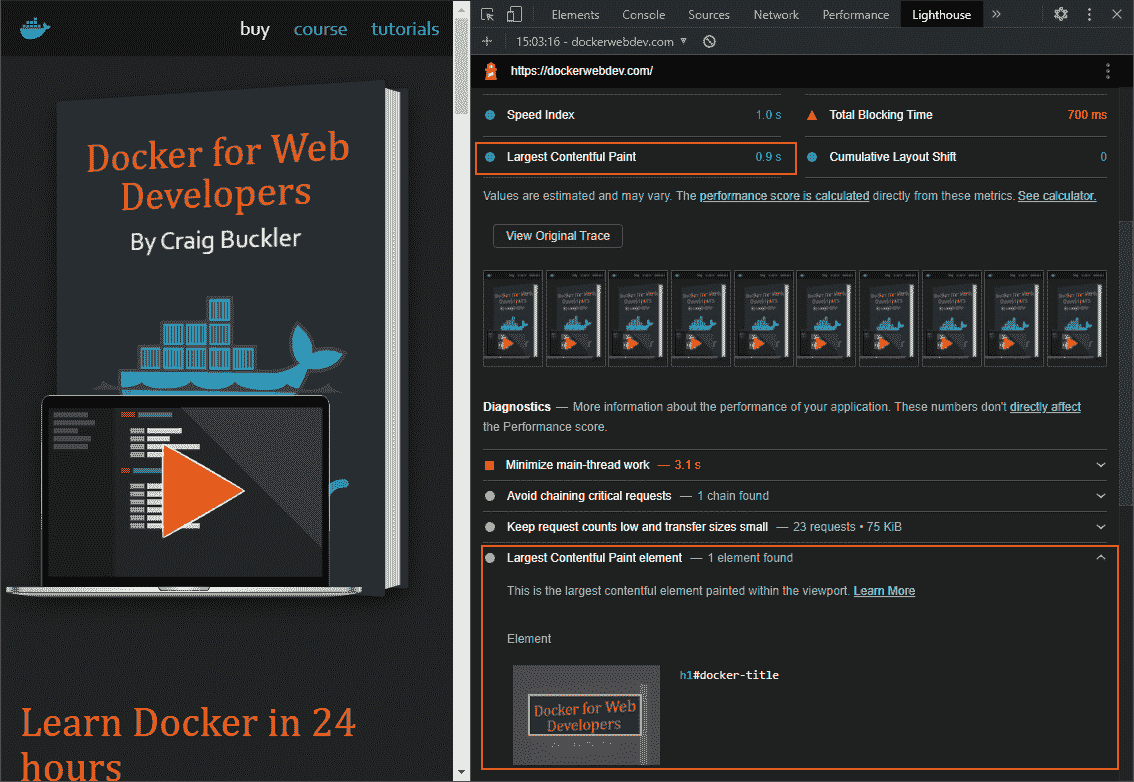 buy course tutorials
Docker for Web
Developers
By Craig Buckler
Learn Docker in 24
hours
Elements Console Sources Network Performance Lighthouse »
15:03:16 - dockerwebdev.com ▼
https://dockerwebdev.com/
Speed Index 1.0 s
Total Blocking Time 700 ms
Largest Contentful Paint 0.9 s
Cumulative Layout Shift 0
Values are estimated and may vary. The performance score is calculated directly from these metrics. See calculator.
View Original Trace
Diagnostics — More information about the performance of your application. These numbers don't directly affect
the Performance score.
Minimize main-thread work — 3.1 s
Avoid chaining critical requests — 1 chain found
Keep request counts low and transfer sizes small — 23 requests • 75 KiB
Largest Contentful Paint element — 1 element found
This is the largest contentful element painted within the viewport. Learn More
Element
Docker for Web
Developers
h1#docker-title